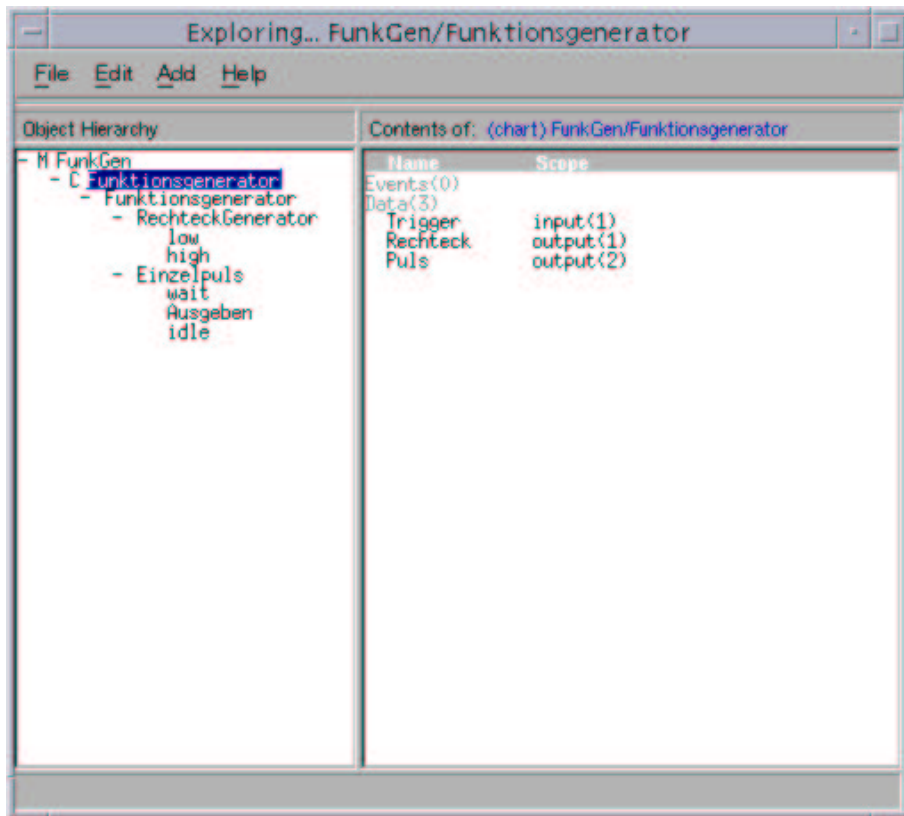 Exploring... FunkGen/Funktionsgenerator
File Edit Add Help
Object Hierarchy
Contents of: (chart) FunkGen/Funktionsgenerator
- M FunkGen
- C Funktionsgenerator
- Funktionsgenerator
- RechteckGenerator
low
high
- Einzelpuls
wait
Ausgeben
idle
Name Scope
Events(0)
Data(3)
Trigger input(1)
Rechteck output(1)
Puls output(2)